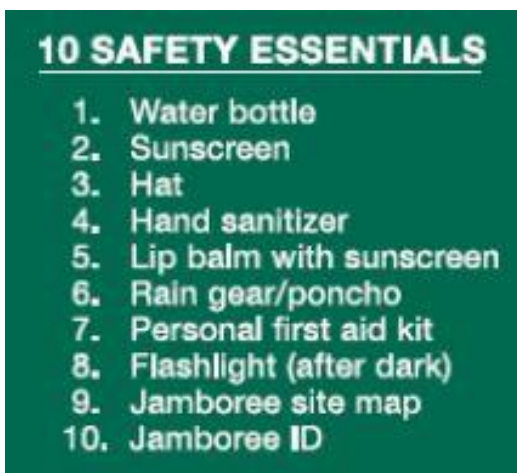 10 SAFETY ESSENTIALS
1. Water bottle
2. Sunscreen
3. Hat
4. Hand sanitizer
5. Lip balm with sunscreen
6. Rain gear/poncho
7. Personal first aid kit
8. Flashlight (after dark)
9. Jamboree site map
10. Jamboree ID